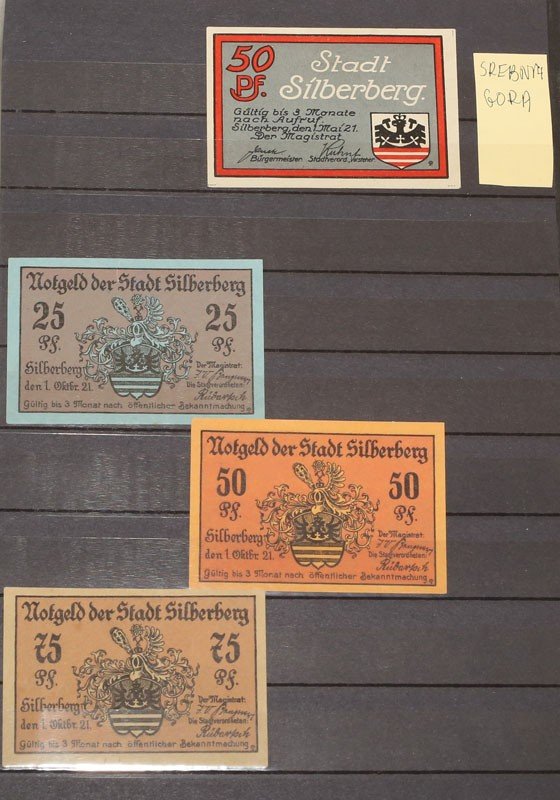 50 Pf.
Stadt
Silberberg.
Gültig bis 3 Monate
nach Aufruf.
Silberberg, den 1. Mai 21.
Der Magistrat
Kuhnt
Bürgermeister Stadtverord. Vorsteher
SREBNA
GÓRA
Notgeld der Stadt Silberberg
25 25
Pf. Pf.
Silberberg
den 1. Oktbr. 21.
Der Magistrat:
Die Stadtverordneten:
Gültig bis 3 Monat nach öffentlicher Bekanntmachung
Notgeld der Stadt Silberberg
50 50
Pf. Pf.
Silberberg
den 1. Oktbr. 21.
Der Magistrat:
Die Stadtverordneten:
Gültig bis 3 Monat nach öffentlicher Bekanntmachung
Notgeld der Stadt Silberberg
75 75
Pf. Pf.
Silberberg
den 1. Oktbr. 21.
Der Magistrat:
Die Stadtverordneten:
Gültig bis 3 Monat nach öffentlicher Bekanntmachung